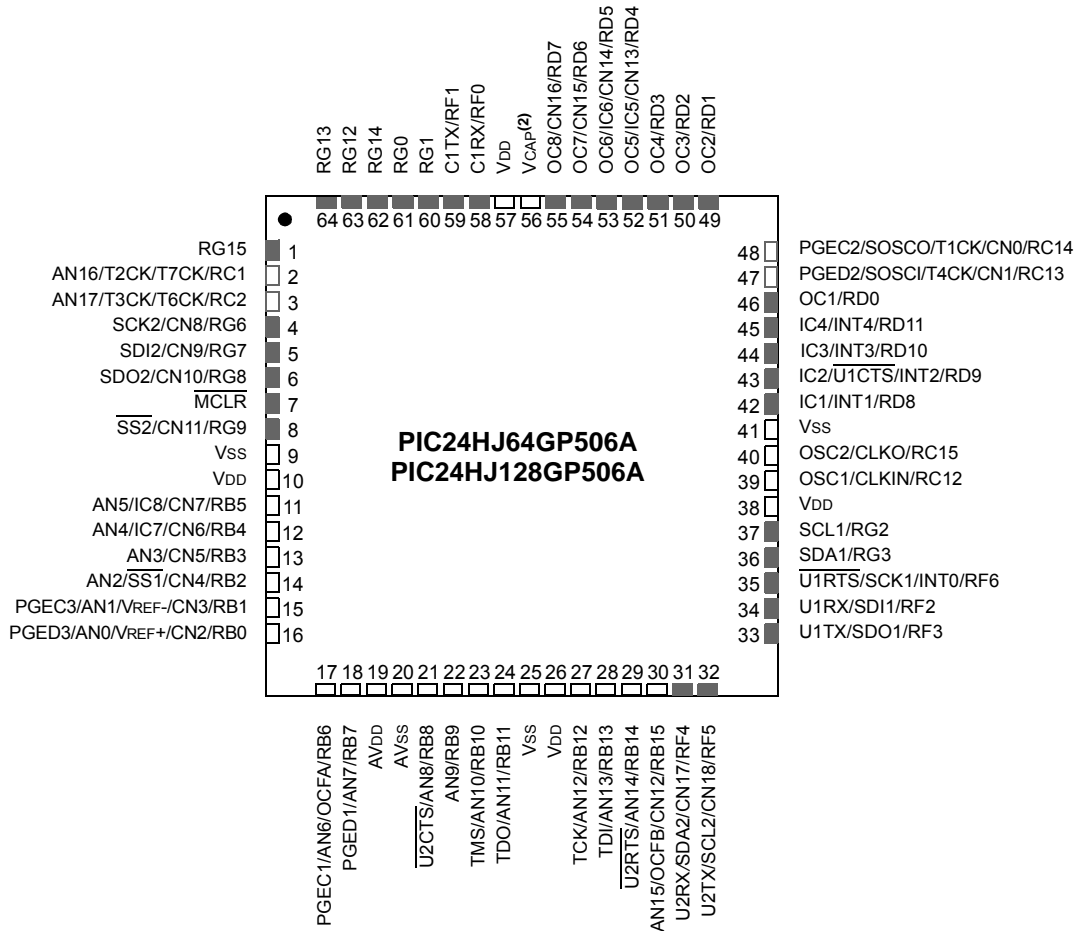 RG13
RG12
RG14
RG0
RG1
C1TX/RF1
C1RX/RF0
VDD
VCAP(2)
OC8/CN16/RD7
OC7/CN15/RD6
OC6/IC6/CN14/RD5
OC5/IC5/CN13/RD4
OC4/RD3
OC3/RD2
OC2/RD1
64 63 62 61 60 59 58 57 56 55 54 53 52 51 50 49
RG15 1
AN16/T2CK/T7CK/RC1 2
AN17/T3CK/T6CK/RC2 3
SCK2/CN8/RG6 4
SDI2/CN9/RG7 5
SDO2/CN10/RG8 6
MCLR 7
SS2/CN11/RG9 8
VSS 9
VDD 10
AN5/IC8/CN7/RB5 11
AN4/IC7/CN6/RB4 12
AN3/CN5/RB3 13
AN2/SS1/CN4/RB2 14
PGEC3/AN1/VREF-/CN3/RB1 15
PGED3/AN0/VREF+/CN2/RB0 16
PIC24HJ64GP506A
PIC24HJ128GP506A
48 PGEC2/SOSCO/T1CK/CN0/RC14
47 PGED2/SOSCI/T4CK/CN1/RC13
46 OC1/RD0
45 IC4/INT4/RD11
44 IC3/INT3/RD10
43 IC2/U1CTS/INT2/RD9
42 IC1/INT1/RD8
41 VSS
40 OSC2/CLKO/RC15
39 OSC1/CLKIN/RC12
38 VDD
37 SCL1/RG2
36 SDA1/RG3
35 U1RTS/SCK1/INT0/RF6
34 U1RX/SDI1/RF2
33 U1TX/SDO1/RF3
17 18 19 20 21 22 23 24 25 26 27 28 29 30 31 32
PGEC1/AN6/OCFA/RB6
PGED1/AN7/RB7
AVDD
AVSS
U2CTS/AN8/RB8
AN9/RB9
TMS/AN10/RB10
TDO/AN11/RB11
VSS
VDD
TCK/AN12/RB12
TDI/AN13/RB13
U2RTS/AN14/RB14
AN15/OCFB/CN12/RB15
U2RX/SDA2/CN17/RF4
U2TX/SCL2/CN18/RF5